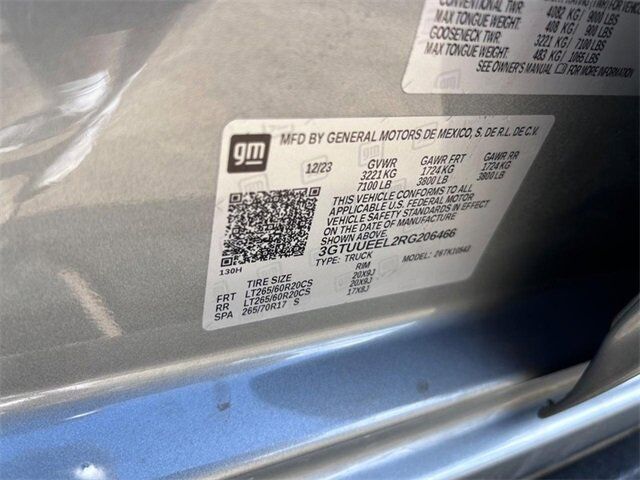 CONVENTIONAL TWR: 4082 KG/ 9000 LBS
MAX TONGUE WEIGHT: 408 KG/ 900 LBS
GOOSENECK TWR: 3221 KG/ 7100 LBS
MAX TONGUE WEIGHT: 483 KG/ 1065 LBS
SEE OWNER'S MANUAL FOR MORE INFORMATION
gm
MFD BY GENERAL MOTORS DE MEXICO, S. DE R.L. DE C.V.
12/23 GVWR GAWR FRT GAWR RR
3221 KG 1724 KG 1724 KG
7100 LB 3800 LB 3800 LB
THIS VEHICLE CONFORMS TO ALL
APPLICABLE U.S. FEDERAL MOTOR
VEHICLE SAFETY STANDARDS IN EFFECT
ON THE DATE OF MANUFACTURE
SHOWN ABOVE.
3GTUUEEL2RG206466
TYPE: TRUCK MODEL: 26TK10543
130H
TIRE SIZE RIM
FRT LT265/60R20CS 20X9J
RR LT265/60R20CS 20X9J
SPA 265/70R17 S 17X8J